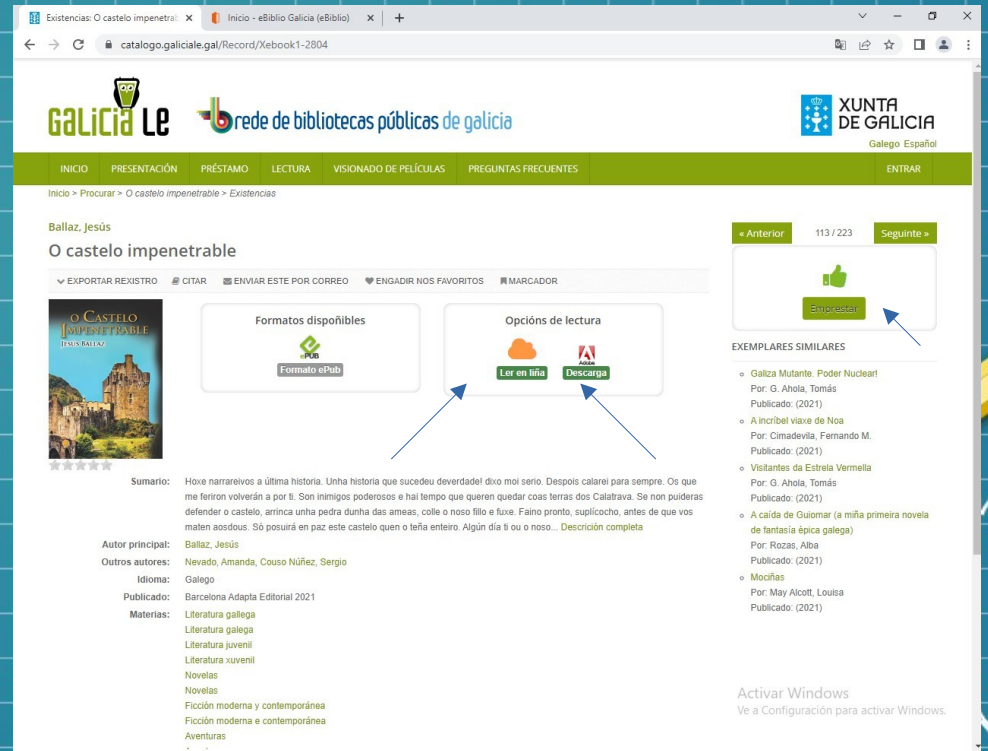 Existencias: O castelo impenetral
Inicio - eBiblio Galicia (eBiblio)
catalogo.galiciale.gal/Record/Xebook1-2804
GALICIA LE
rede de bibliotecas públicas de galicia
XUNTA
DE GALICIA
Galego Español
INICIO PRESENTACIÓN PRÉSTAMO LECTURA VISIONADO DE PELÍCULAS PREGUNTAS FRECUENTES ENTRAR
Inicio > Procurar > O castelo impenetrable > Existencias
Ballaz, Jesús
O castelo impenetrable
EXPORTAR REXISTRO CITAR ENVIAR ESTE POR CORREO ENGADIR NOS FAVORITOS MARCADOR
O CASTELO
IMPENETRABLE
JESÚS BALLAZ
Formatos dispoñibles
ePUB
Formato ePub
Opcións de lectura
Adobe
Ler en liña Descarga
Sumario: Hoxe narrareivos a última historia. Unha historia que sucedeu deverdade! dixo moi serio. Despois calarei para sempre. Os que
me feriron volverán a por ti. Son inimigos poderosos e hai tempo que queren quedar coas terras dos Calatrava. Se non puideras
defender o castelo, arrinca unha pedra dunha das ameas, colle o noso fillo e fuxe. Faino pronto, suplícocho, antes de que vos
maten aosdous. Só posuirá en paz este castelo quen o teña enteiro. Algún día ti ou o noso... Descrición completa
Autor principal: Ballaz, Jesús
Outros autores: Nevado, Amanda, Couso Núñez, Sergio
Idioma: Galego
Publicado: Barcelona Adapta Editorial 2021
Materias: Literatura gallega
Literatura galega
Literatura juvenil
Literatura xuvenil
Novelas
Novelas
Ficción moderna y contemporánea
Ficción moderna e contemporánea
Aventuras
« Anterior 113 / 223 Seguinte »
Emprestar
EXEMPLARES SIMILARES
Galiza Mutante. Poder Nuclear!
Por: G. Ahola, Tomás
Publicado: (2021)
A incríbel viaxe de Noa
Por: Cimadevila, Fernando M.
Publicado: (2021)
Visitantes da Estrela Vermella
Por: G. Ahola, Tomás
Publicado: (2021)
A caída de Guiomar (a miña primeira novela
de fantasía épica galega)
Por: Rozas, Alba
Publicado: (2021)
Mociñas
Por: May Alcott, Louisa
Publicado: (2021)
Activar Windows
Ve a Configuración para activar Windows.